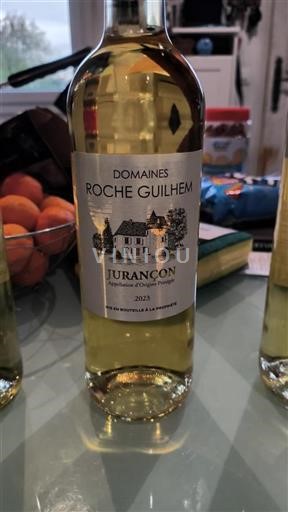 DOMAINES
ROCHE GUILHEM
VINIOU
JURANÇON
Appellation d'Origine Protégée
2023
MIS EN BOUTEILLE À LA PROPRIÉTÉ